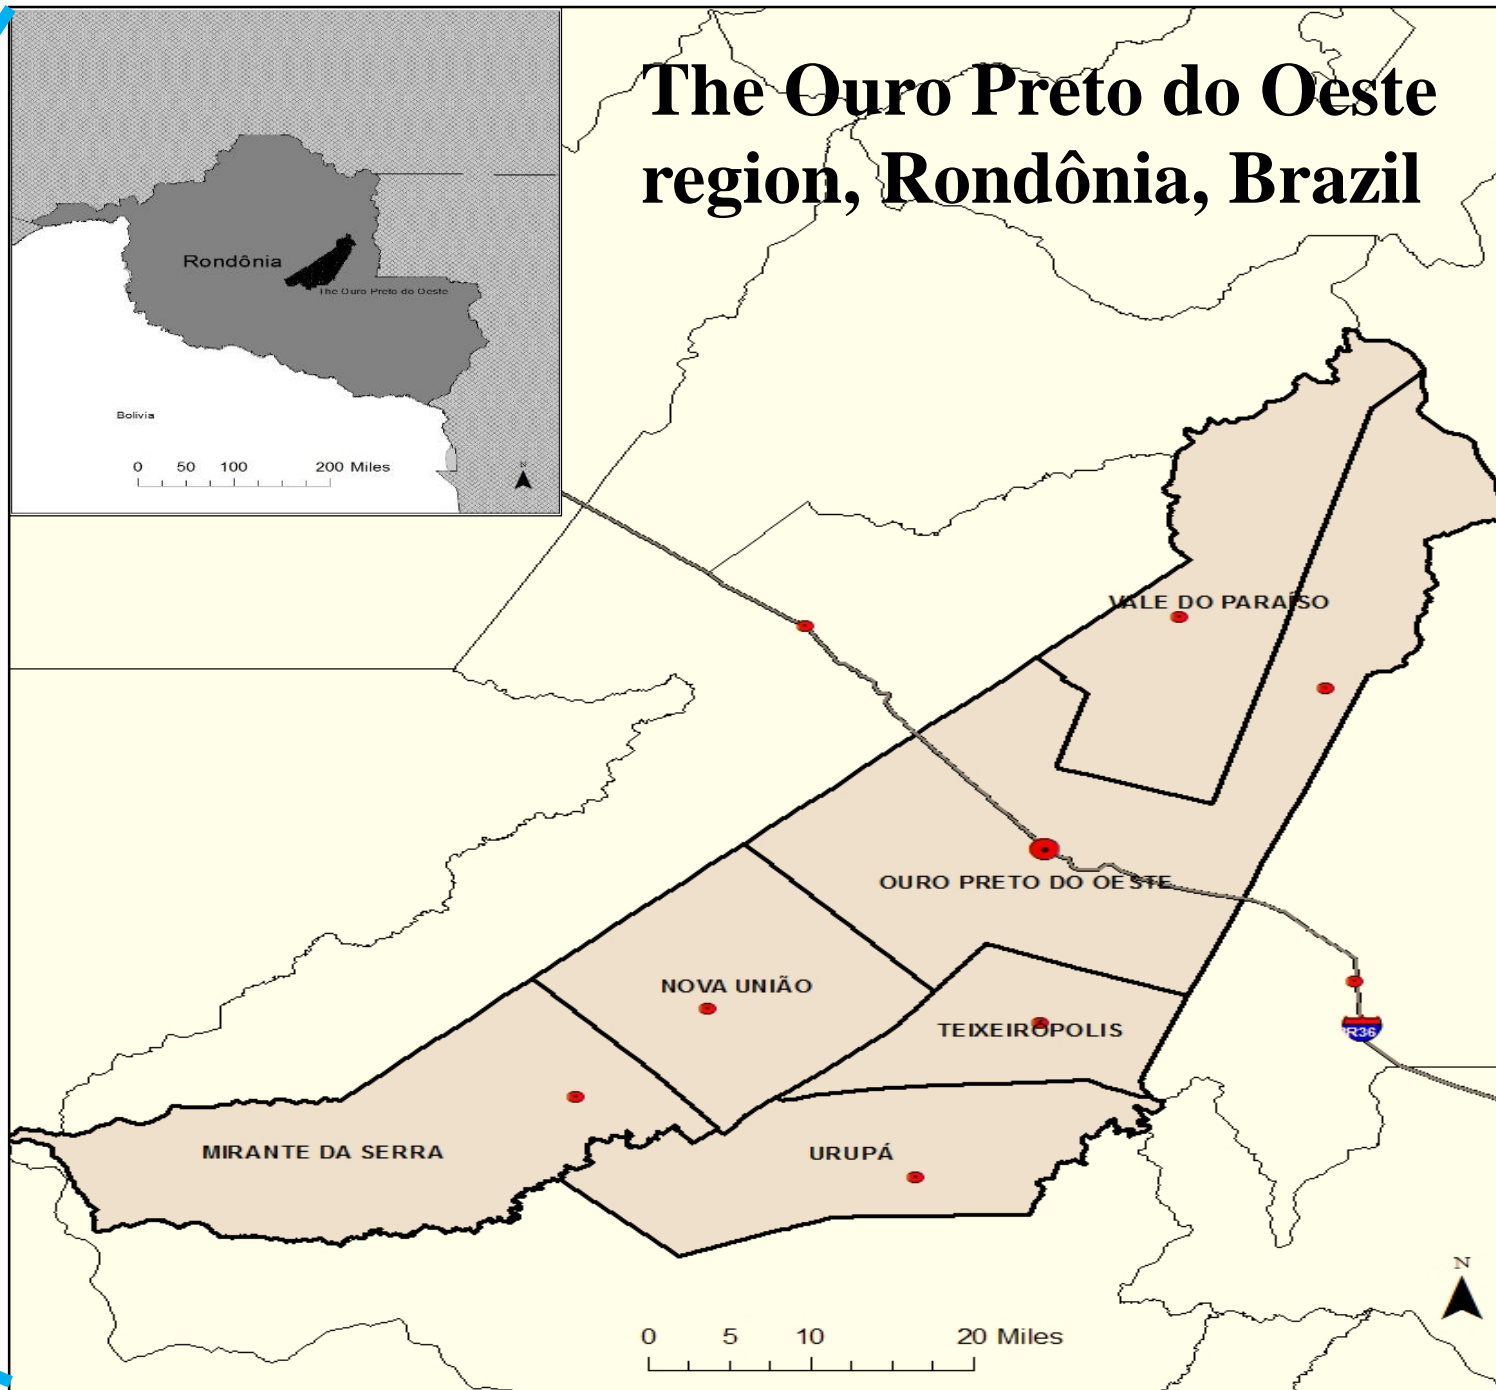 The Ouro Preto do Oeste
region, Rondônia, Brazil
Rondônia
The Ouro Preto do Oeste
Bolivia
0 50 100 200 Miles
N
VALE DO PARAÍSO
OURO PRETO DO OESTE
NOVA UNIÃO
TEIXEIRÓPOLIS
R36
MIRANTE DA SERRA
URUPÁ
N
0 5 10 20 Miles